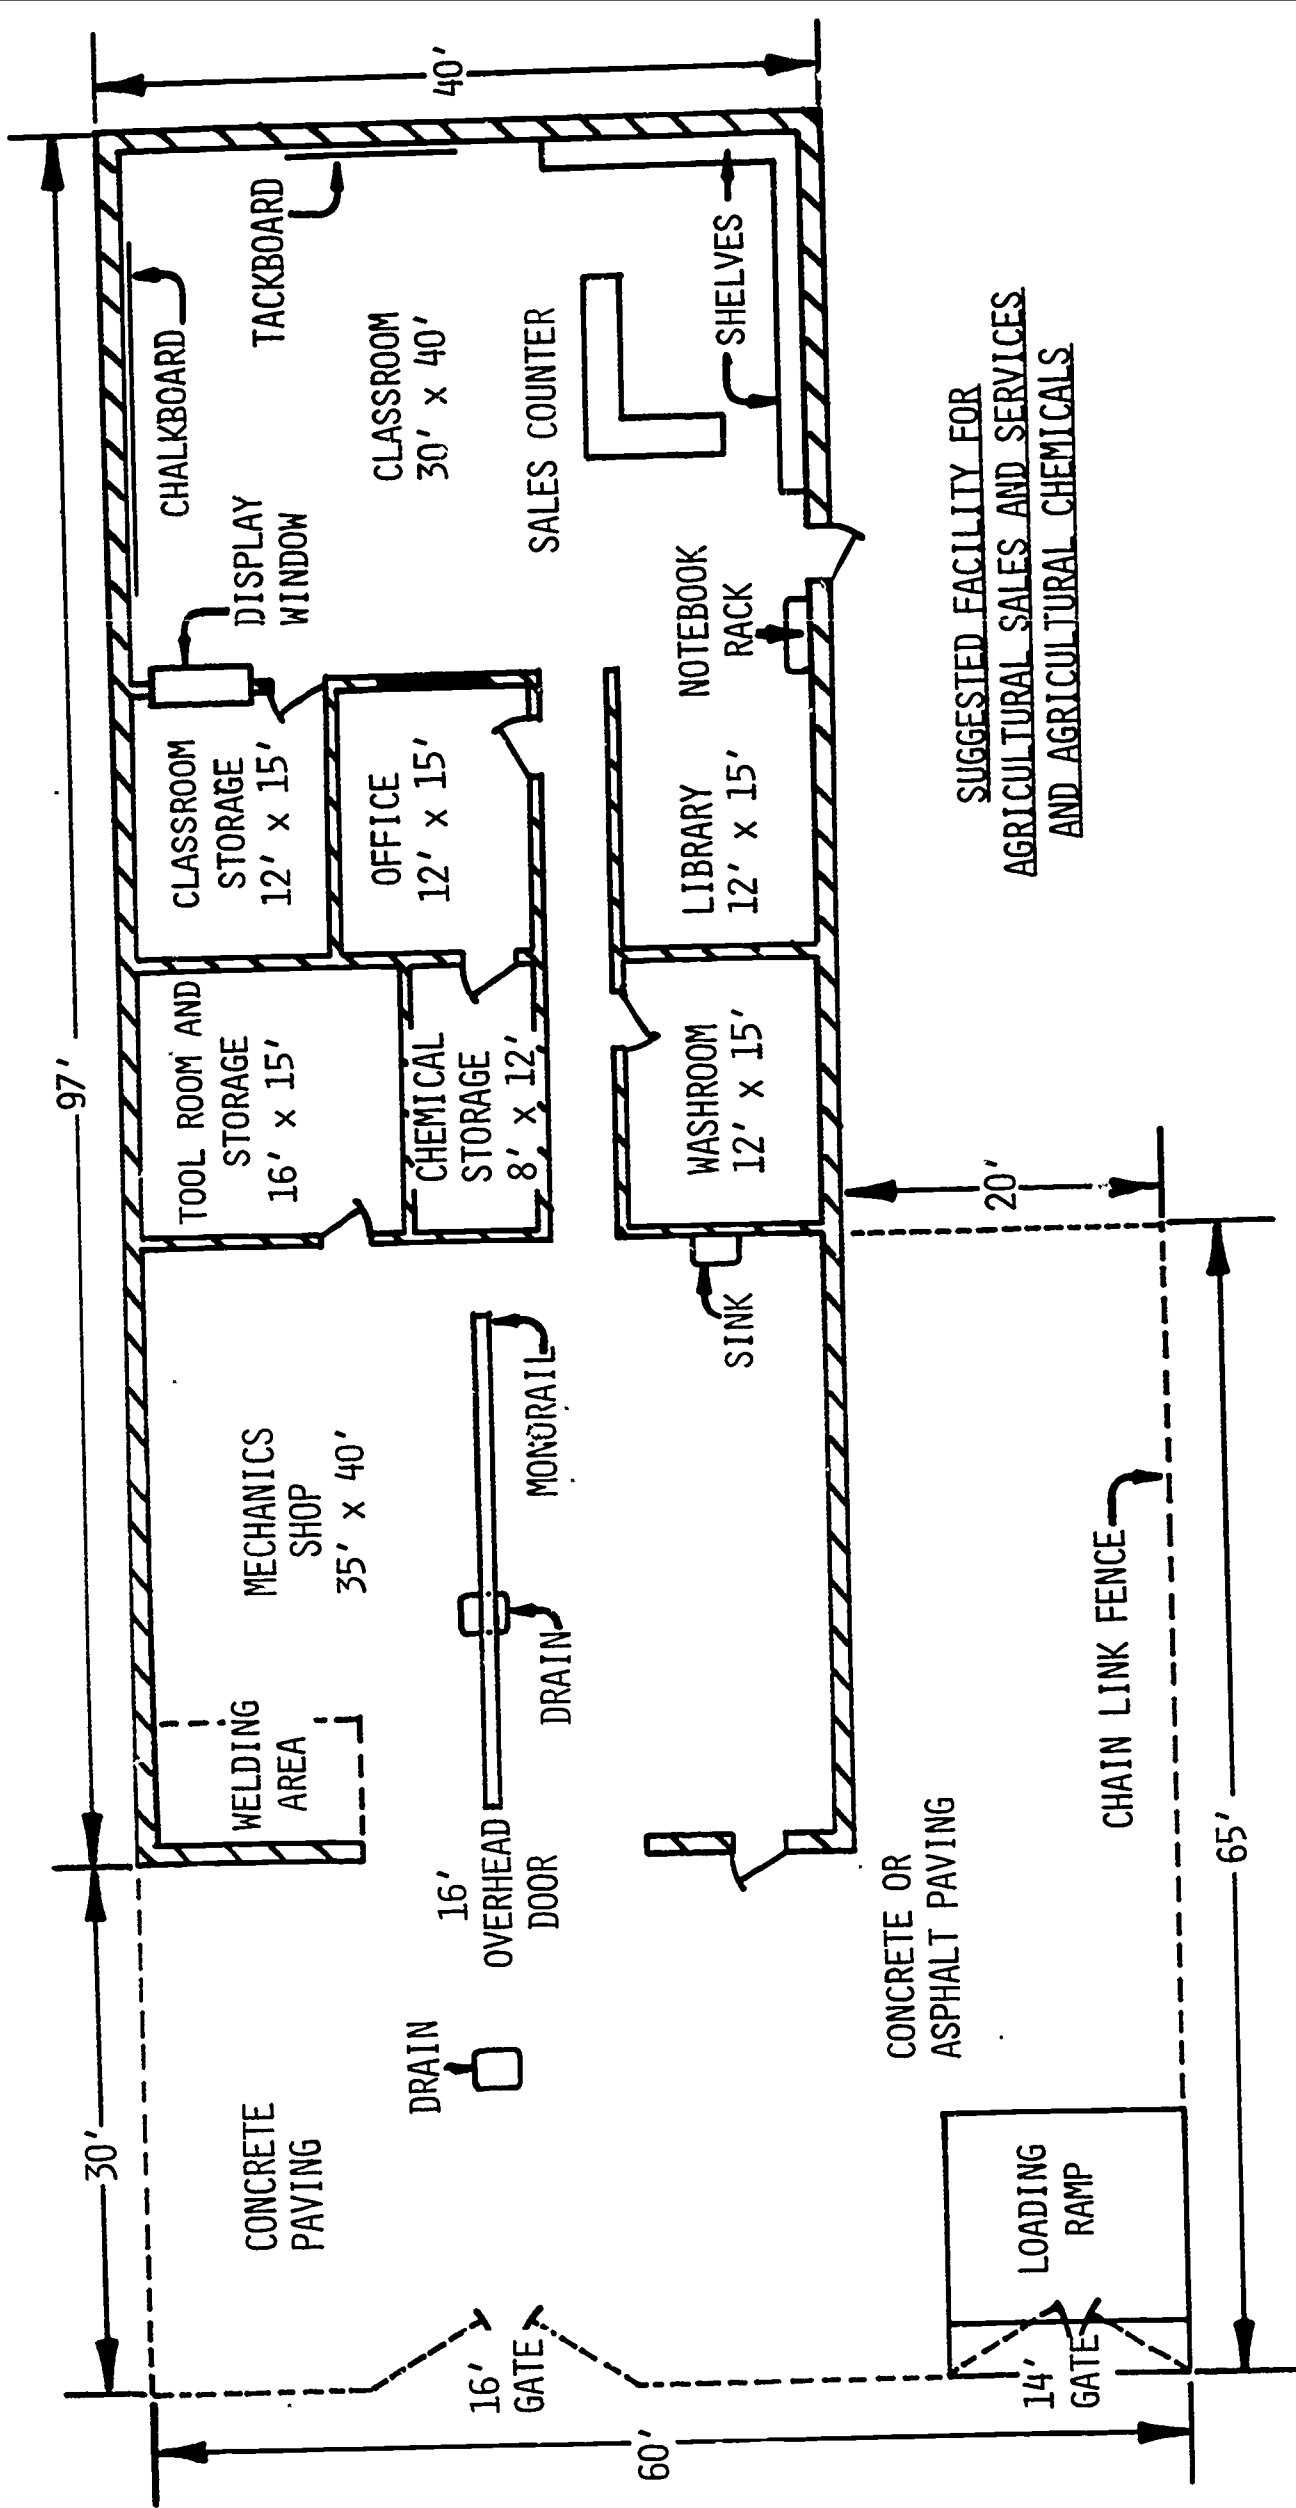 97'
40'
30'
CHALKBOARD
TACKBOARD
DISPLAY
WINDOW
CLASSROOM
30' x 40'
SALES COUNTER
SHELVES
NOTEBOOK
RACK
CLASSROOM
STORAGE
12' x 15'
OFFICE
12' x 15'
LIBRARY
12' x 15'
TOOL ROOM AND
STORAGE
16' x 15'
CHEMICAL
STORAGE
8' x 12'
WASHROOM
12' x 15'
SINK
MECHANICS
SHOP
35' x 40'
MONORAIL
DRAIN
WELDING
AREA
16'
OVERHEAD
DOOR
DRAIN
CONCRETE
PAVING
16'
GATE
60'
CONCRETE OR
ASPHALT PAVING
LOADING
RAMP
14'
GATE
CHAIN LINK FENCE
20'
65'
SUGGESTED FACILITY FOR
AGRICULTURAL SALES AND SERVICES
AND AGRICULTURAL CHEMICALS